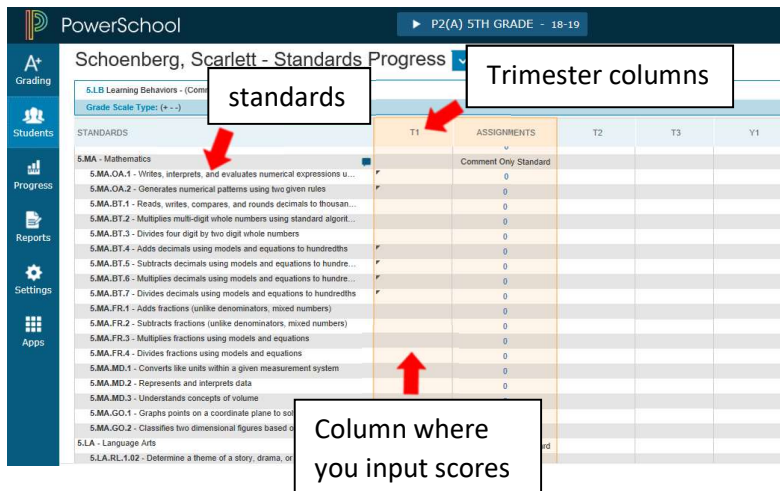 PowerSchool
P2(A) 5TH GRADE - 18-19
Schoenberg, Scarlett - Standards Progress
Trimester columns
A+
Grading
5.LB Learning Behaviors - (Comm
standards
Grade Scale Type: (+ - -)
Students
STANDARDS T1 ASSIGNMENTS T2 T3 Y1
5.MA - Mathematics Comment Only Standard
5.MA.OA.1 - Writes, interprets, and evaluates numerical expressions u... 0
5.MA.OA.2 - Generates numerical patterns using two given rules 0
Progress
5.MA.BT.1 - Reads, writes, compares, and rounds decimals to thousan... 0
5.MA.BT.2 - Multiplies multi-digit whole numbers using standard algorit... 0
5.MA.BT.3 - Divides four digit by two digit whole numbers 0
Reports
5.MA.BT.4 - Adds decimals using models and equations to hundredths 0
5.MA.BT.5 - Subtracts decimals using models and equations to hundre... 0
5.MA.BT.6 - Multiplies decimals using models and equations to hundre... 0
Settings
5.MA.BT.7 - Divides decimals using models and equations to hundredths 0
5.MA.FR.1 - Adds fractions (unlike denominators, mixed numbers) 0
5.MA.FR.2 - Subtracts fractions (unlike denominators, mixed numbers) 0
5.MA.FR.3 - Multiplies fractions using models and equations 0
Apps
5.MA.FR.4 - Divides fractions using models and equations 0
5.MA.MD.1 - Converts like units within a given measurement system 0
5.MA.MD.2 - Represents and interprets data 0
5.MA.MD.3 - Understands concepts of volume
5.MA.GO.1 - Graphs points on a coordinate plane to sol
5.MA.GO.2 - Classifies two dimensional figures based o
Column where
you input scores
5.LA - Language Arts
5.LA.RL.1.02 - Determine a theme of a story, drama, or